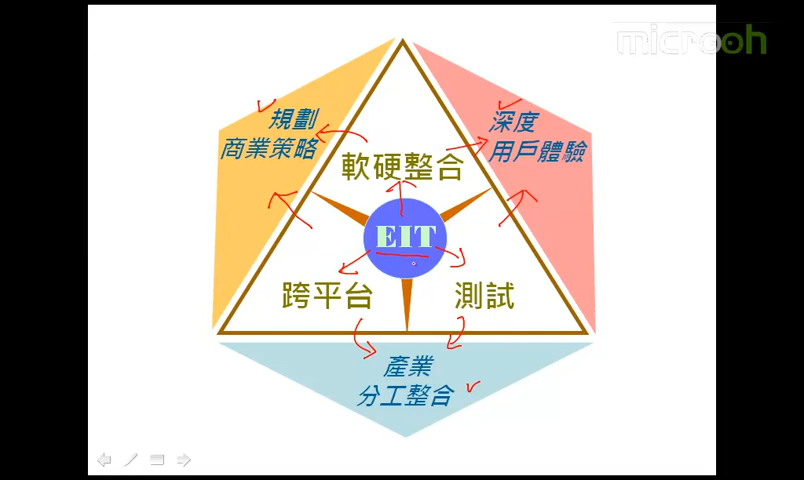 microoh
規劃
商業策略
深度
用戶體驗
軟硬整合
EIT
跨平台
測試
產業
分工整合